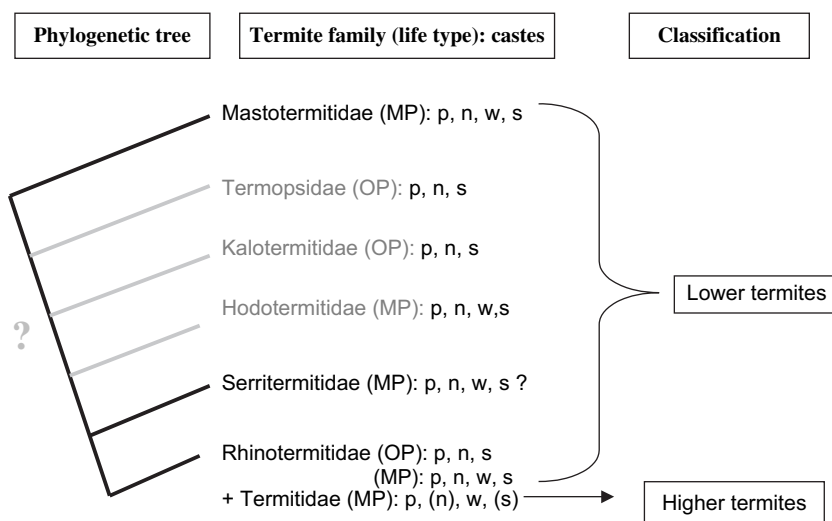 Phylogenetic tree
Termite family (life type): castes
Classification
Mastotermitidae (MP): p, n, w, s
Termopsidae (OP): p, n, s
Kalotermitidae (OP): p, n, s
Lower termites
Hodotermitidae (MP): p, n, w,s
?
Serritermitidae (MP): p, n, w, s ?
Rhinotermitidae (OP): p, n, s
(MP): p, n, w, s
+ Termitidae (MP): p, (n), w, (s)
Higher termites